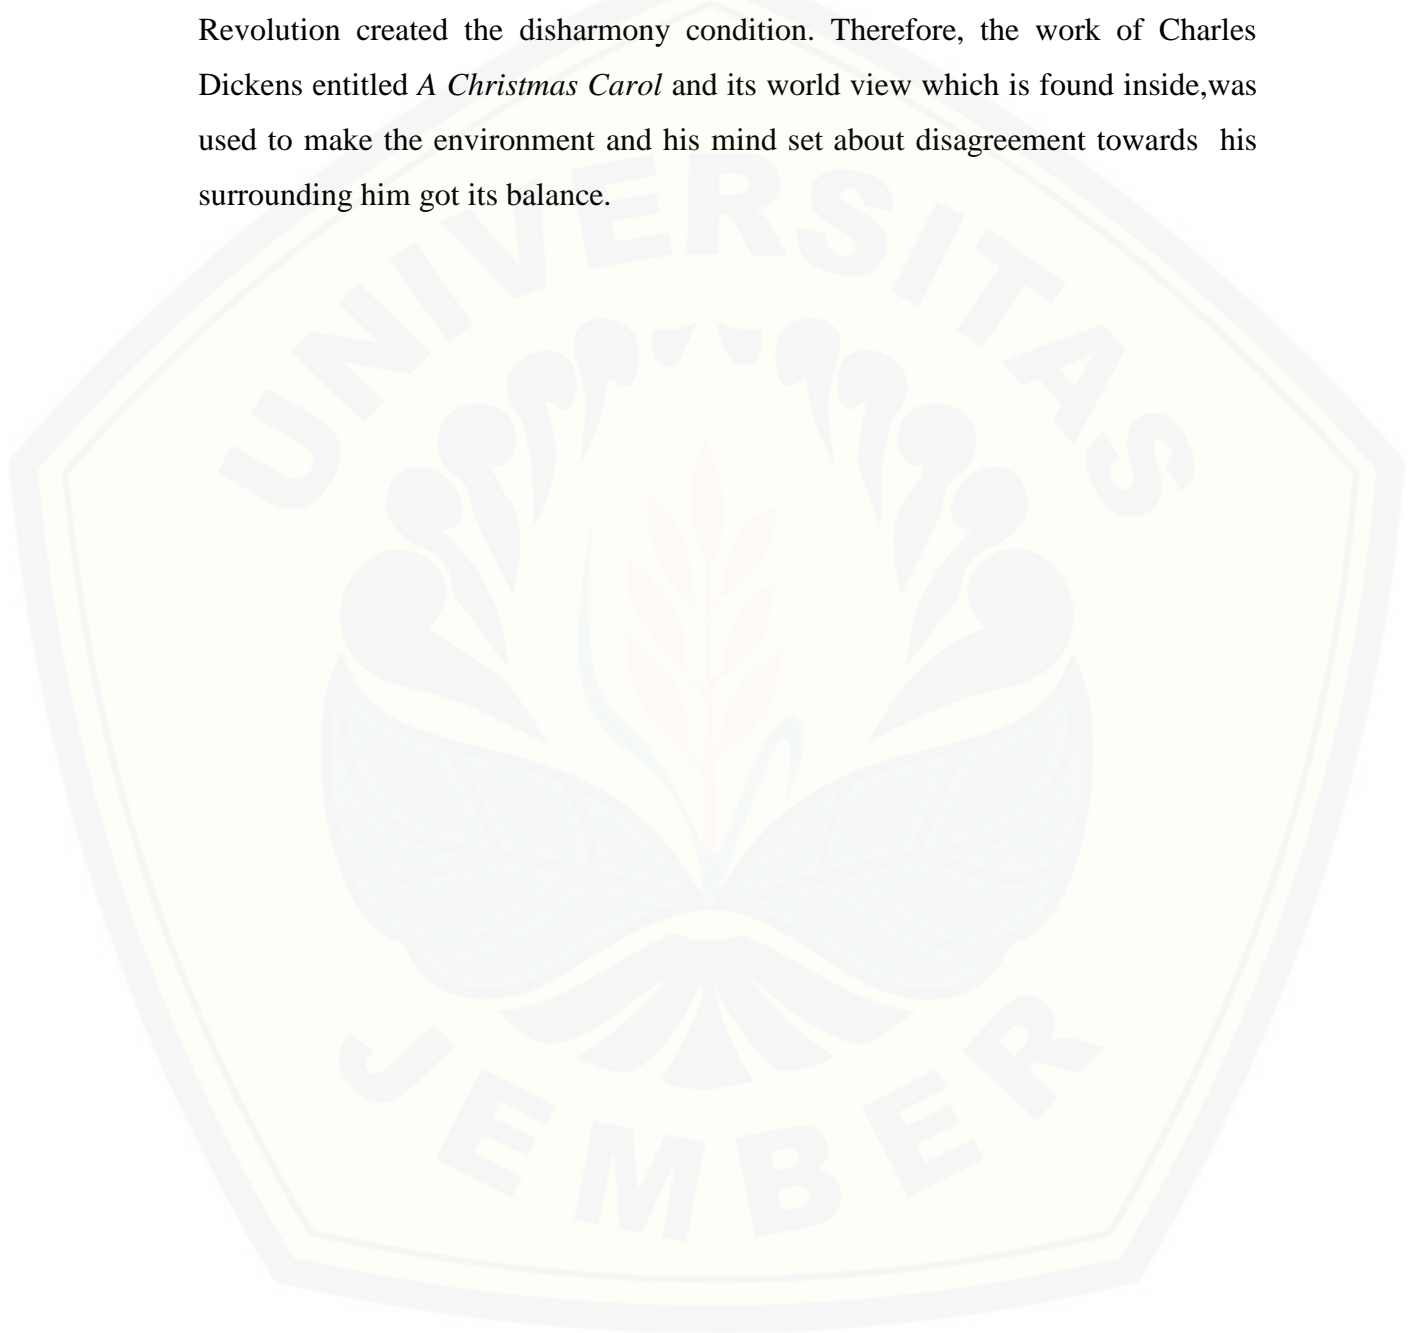 Revolution created the disharmony condition. Therefore, the work of Charles
Dickens entitled A Christmas Carol and its world view which is found inside,was
used to make the environment and his mind set about disagreement towards his
surrounding him got its balance.
UNIVERSITAS
JEMBER